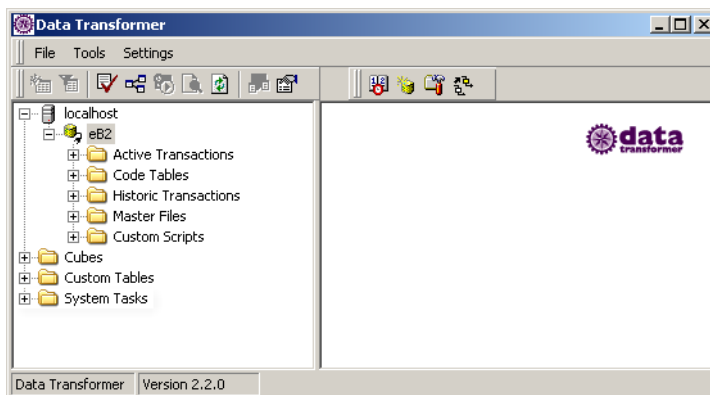 Data Transformer
File Tools Settings
localhost
eB2
Active Transactions
Code Tables
Historic Transactions
Master Files
Custom Scripts
Cubes
Custom Tables
System Tasks
data
transformer
Data Transformer Version 2.2.0